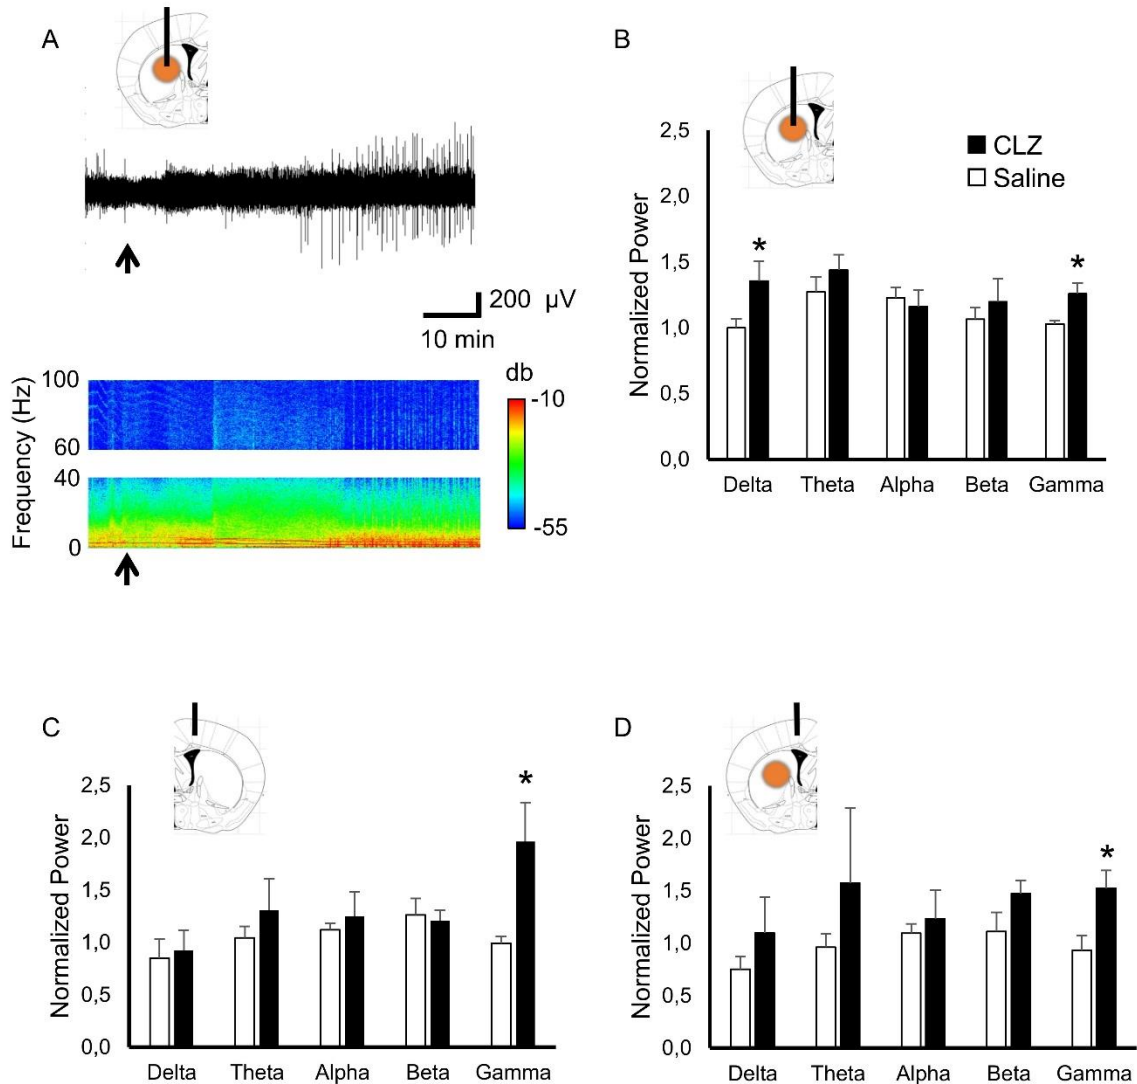 A
200 µV
10 min
Frequency (Hz)
100
60
40
0
db
-10
-55
B
Normalized Power
2,5
2,0
1,5
1,0
0,5
0,0
CLZ
Saline
*
*
Delta Theta Alpha Beta Gamma
C
Normalized Power
2,5
2,0
1,5
1,0
0,5
0,0
*
Delta Theta Alpha Beta Gamma
D
Normalized Power
2,5
2,0
1,5
1,0
0,5
0,0
*
Delta Theta Alpha Beta Gamma